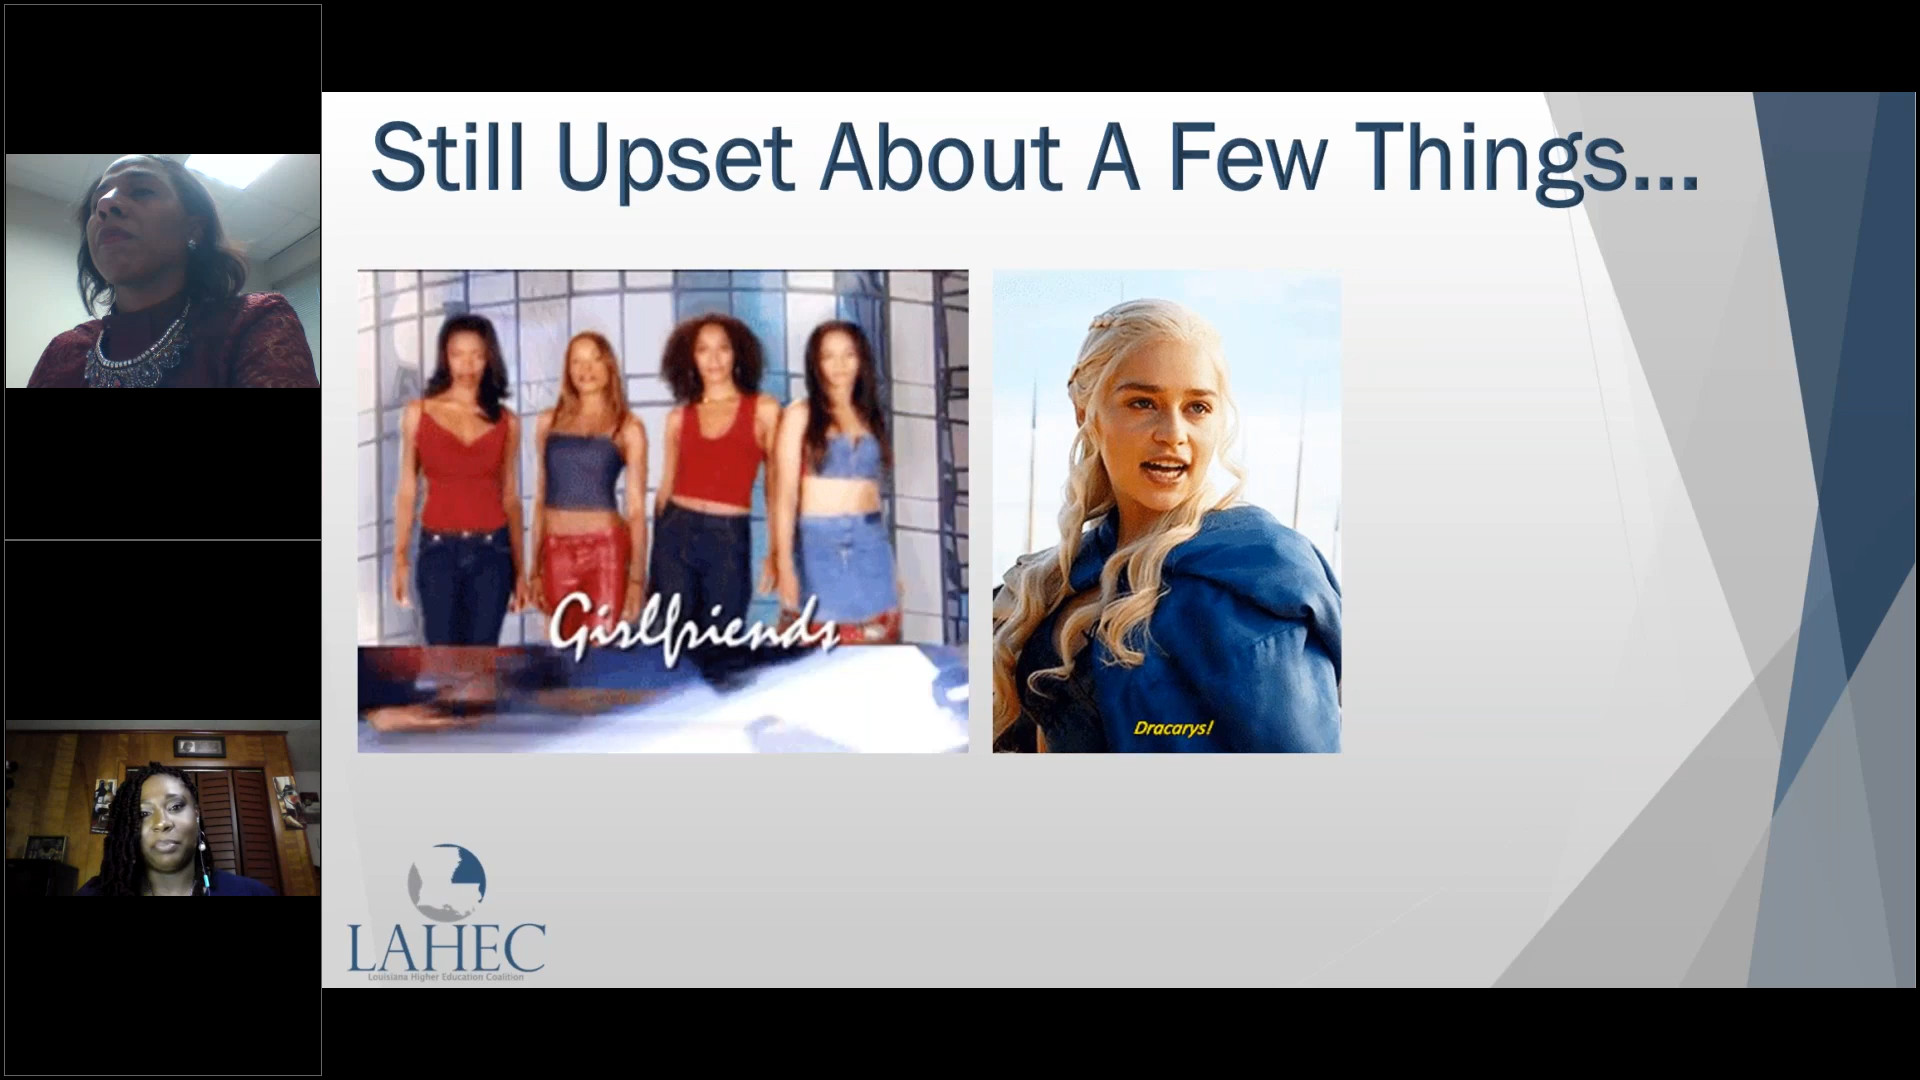 Still Upset About A Few Things...
Girlfriends
Dracarys!
LAHEC
Louisiana Higher Education Coalition